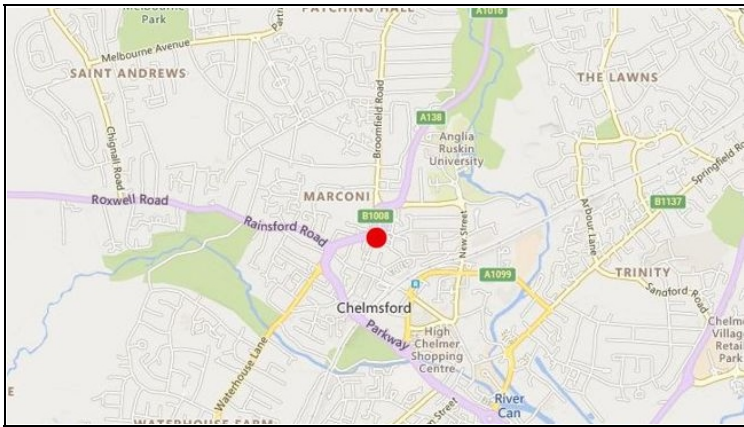 PATCHING HALL
A1016
Melbourne
Park
Melbourne Avenue
SAINT ANDREWS
THE LAWNS
Chignall Road
Broomfield Road
A138
Anglia
Ruskin
University
Springfield
B1137
MARCONI
Roxwell Road
B1008
Rainsford Road
New Street
Arbour Lane
A1099
TRINITY
Sandford Road
Chelmsford
Parkway
High
Chelmer
Shopping
Centre
Waterhouse Lane
Village
Retail
Park
River
Can
Street
WATERHOUSE FARM